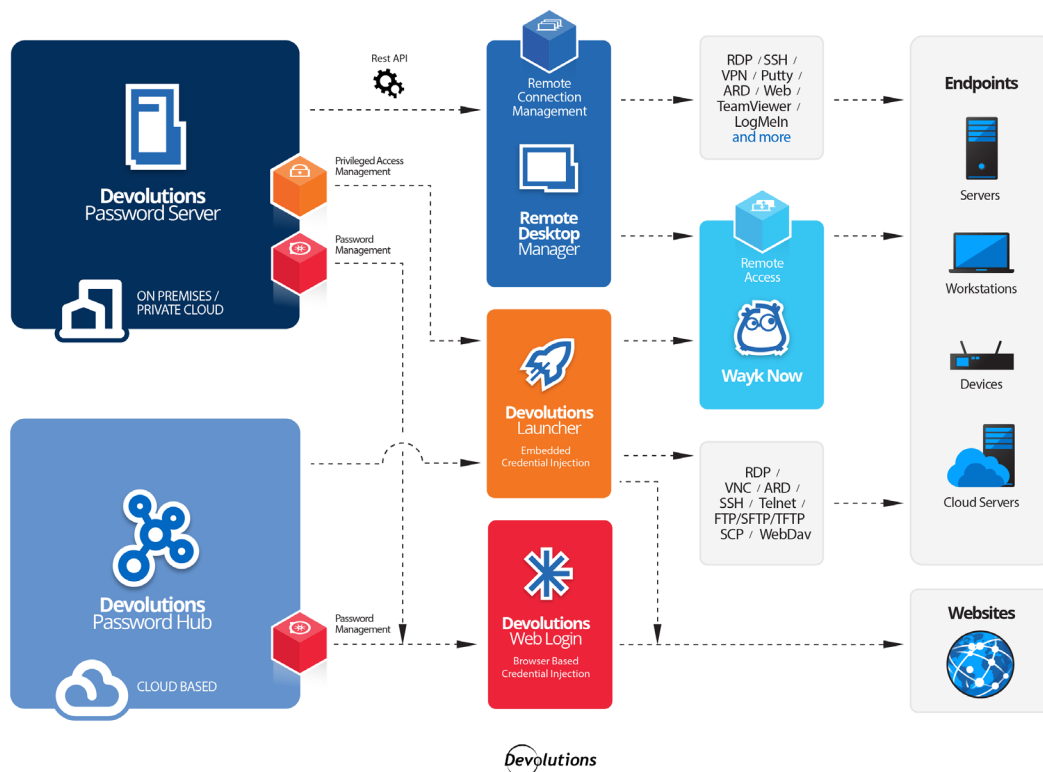 Devolutions
Password Server
ON PREMISES /
PRIVATE CLOUD
Rest API
Privileged Access
Management
Password
Management
Devolutions
Password Hub
CLOUD BASED
Password
Management
Remote
Connection
Management
Remote
Desktop
Manager
Devolutions
Launcher
Embedded
Credential Injection
Devolutions
Web Login
Browser Based
Credential Injection
RDP / SSH /
VPN / Putty /
ARD / Web /
TeamViewer /
LogMeIn
and more
Remote
Access
Wayk Now
RDP /
VNC / ARD /
SSH / Telnet /
FTP/SFTP/TFTP
SCP / WebDav
Endpoints
Servers
Workstations
Devices
Cloud Servers
Websites
Devolutions